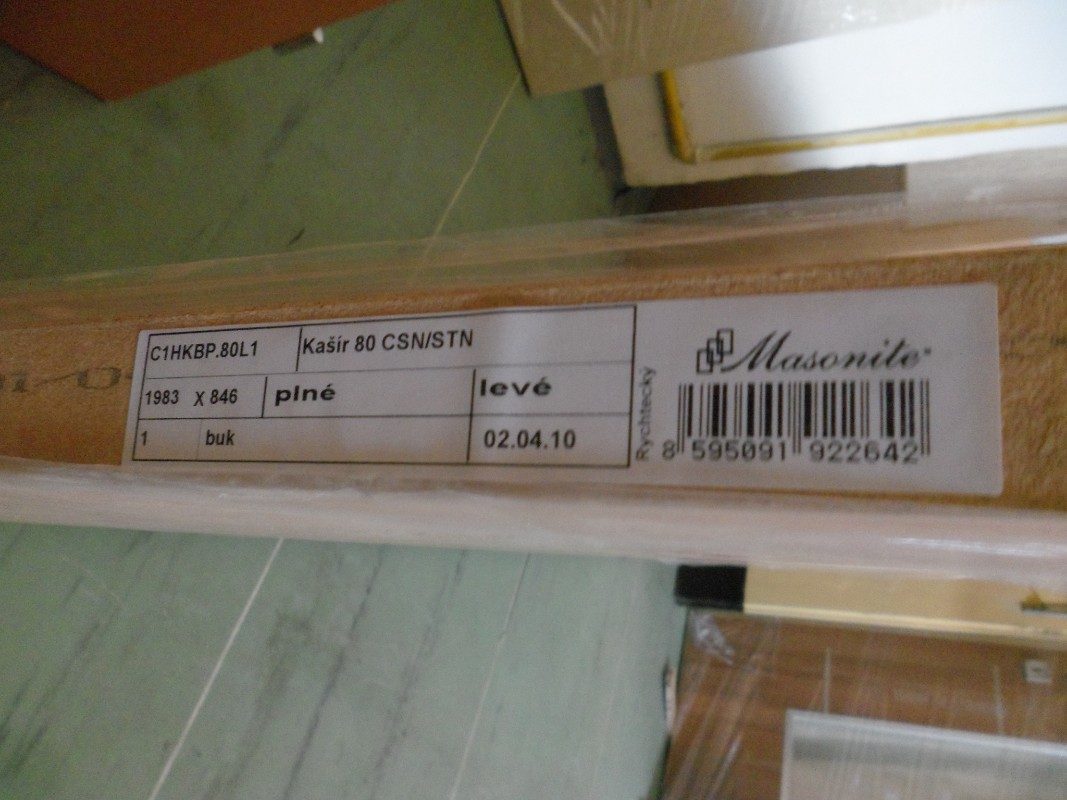 C1HKBP.80L1 Kašír 80 CSN/STN
1983 X 846 plné levé
1 buk 02.04.10
Rychtecky
Masonite
8 595091 922642